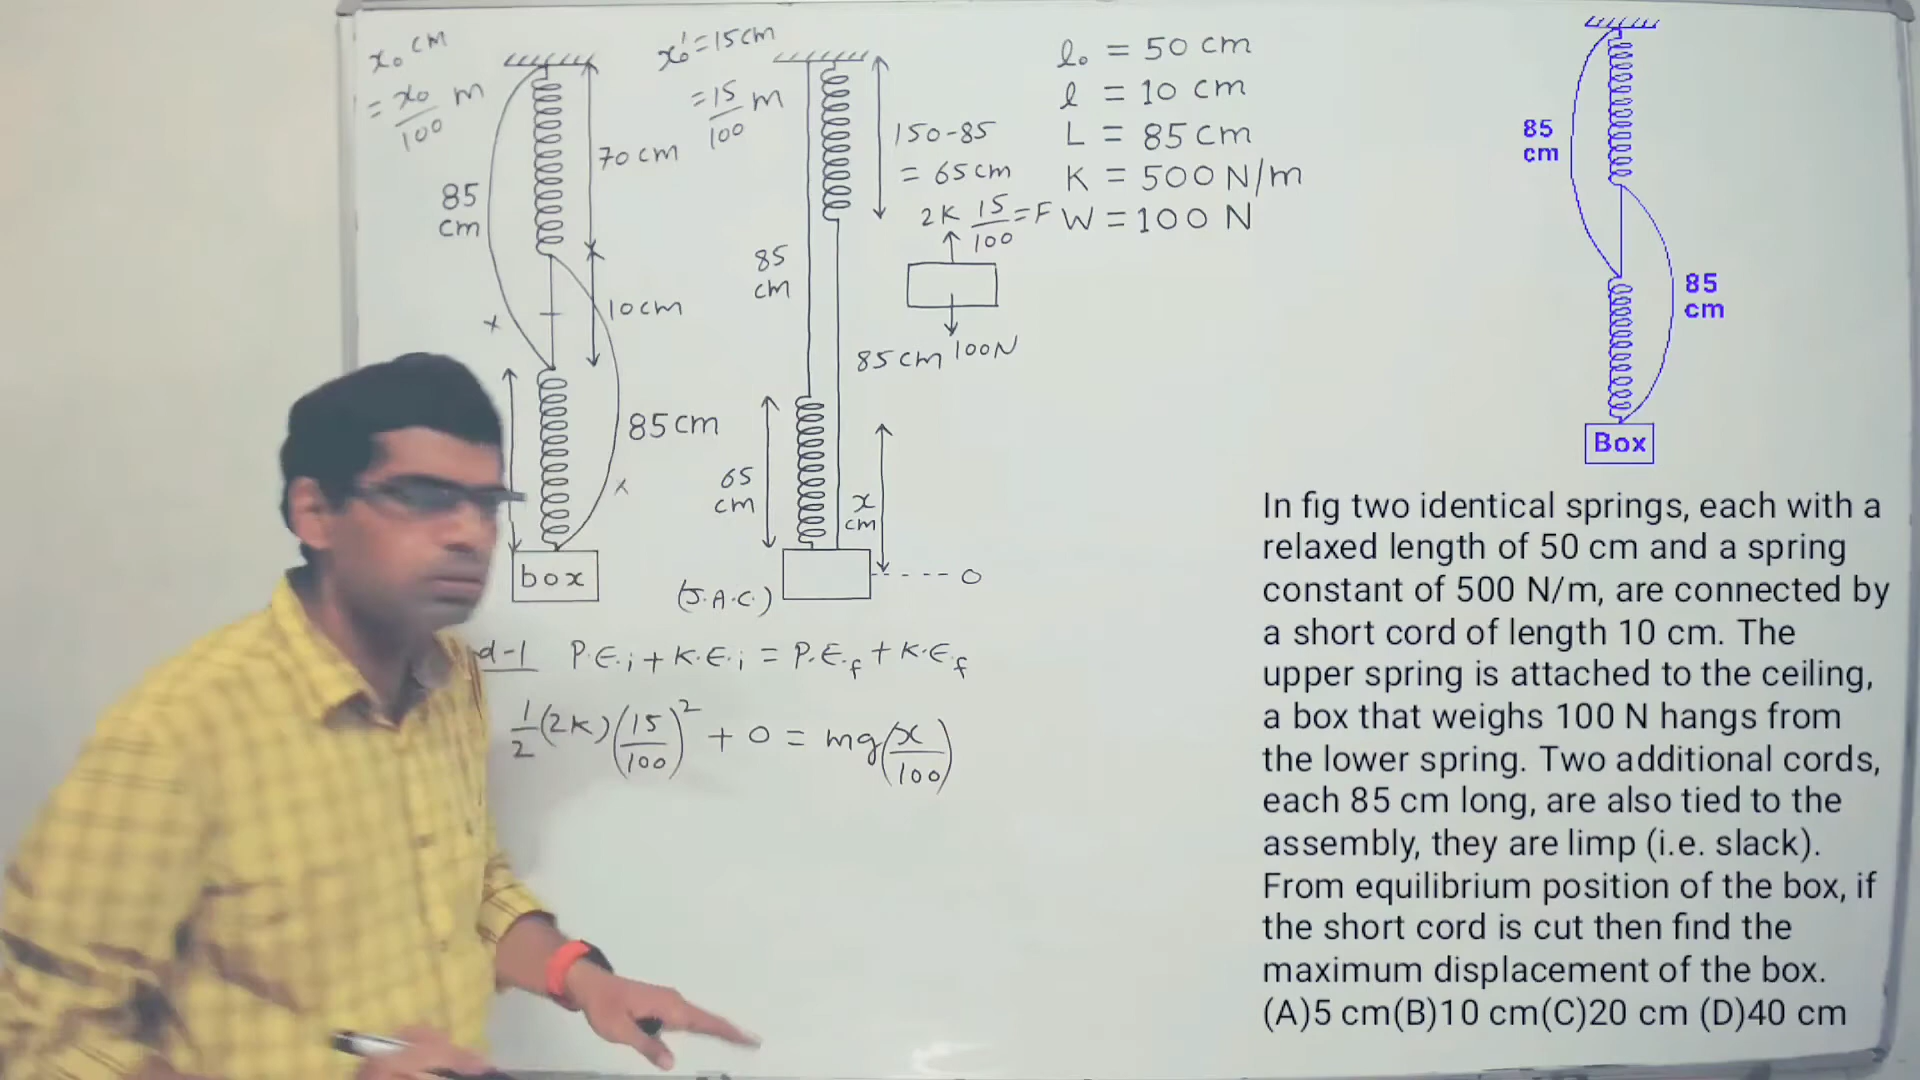 x₀ cm
= x₀/100 m
85
cm
70 cm
10 cm
x
85 cm
x
box
x₀' = 15 cm
= 15/100 m
150-85
= 65 cm
85
cm
85 cm
65
cm
x
cm
0
(J.A.C.)
2K 15/100 = F
100N
l₀ = 50 cm
l = 10 cm
L = 85 cm
K = 500 N/m
W = 100 N
d-1 P.E.i + K.E.i = P.E.f + K.E.f
1/2 (2K) (15/100)² + 0 = mg (x/100)
85
cm
85
cm
Box
In fig two identical springs, each with a
relaxed length of 50 cm and a spring
constant of 500 N/m, are connected by
a short cord of length 10 cm. The
upper spring is attached to the ceiling,
a box that weighs 100 N hangs from
the lower spring. Two additional cords,
each 85 cm long, are also tied to the
assembly, they are limp (i.e. slack).
From equilibrium position of the box, if
the short cord is cut then find the
maximum displacement of the box.
(A)5 cm(B)10 cm(C)20 cm (D)40 cm